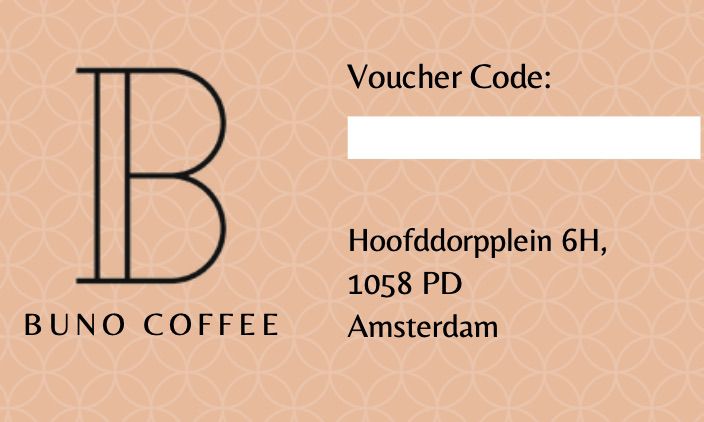 B
BUNO COFFEE
Voucher Code:
Hoofddorpplein 6H,
1058 PD
Amsterdam